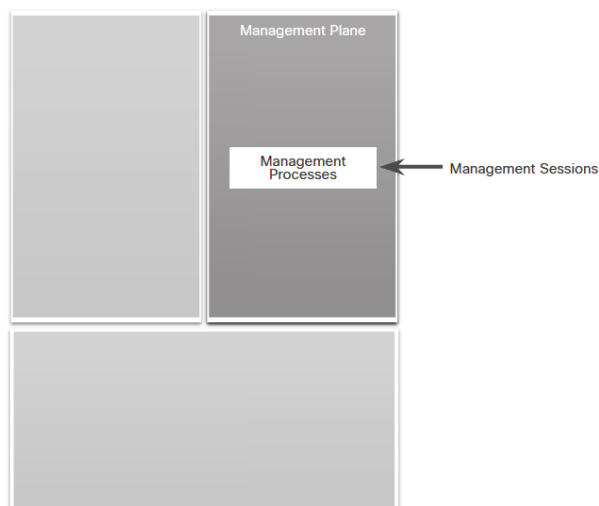 Management Plane
Management
Processes
Management Sessions